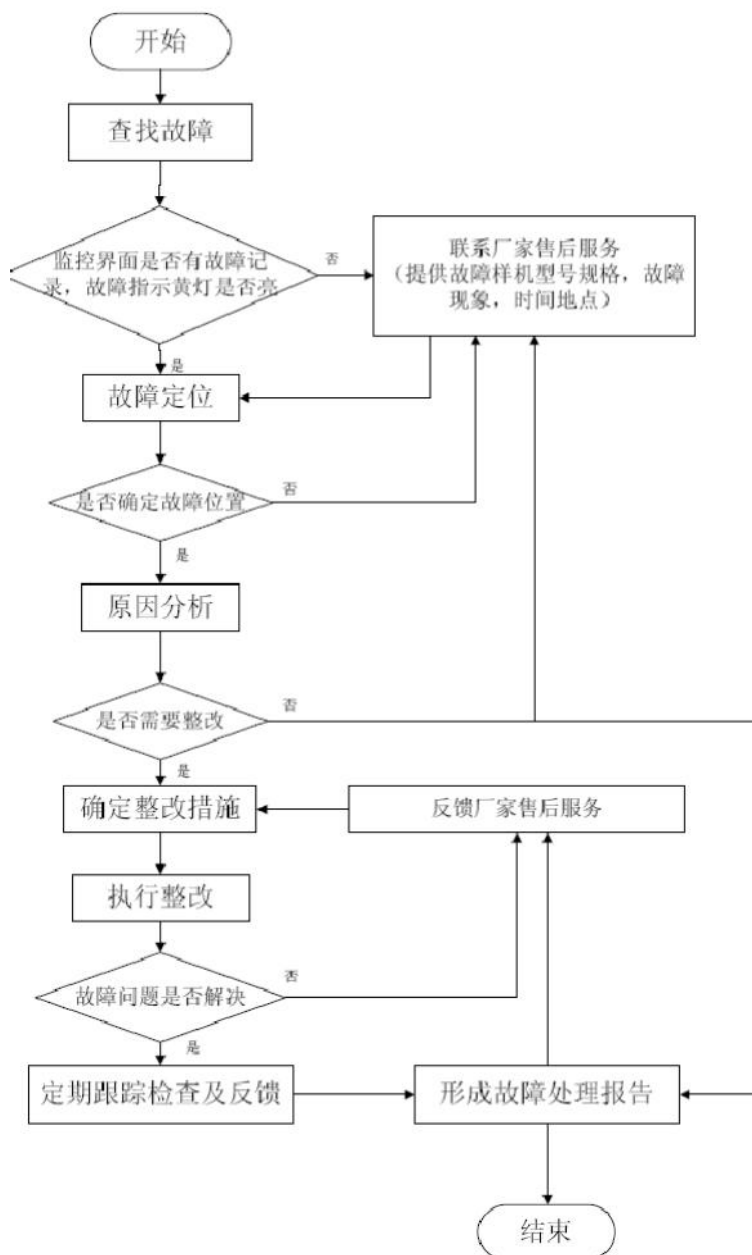 开始
查找故障
监控界面是否有故障记
录，故障指示黄灯是否亮
否
联系厂家售后服务
（提供故障样机型号规格，故障
现象，时间地点）
是
故障定位
是否确定故障位置
否
是
原因分析
是否需要整改
否
是
确定整改措施
反馈厂家售后服务
执行整改
故障问题是否解决
否
是
定期跟踪检查及反馈
形成故障处理报告
结束